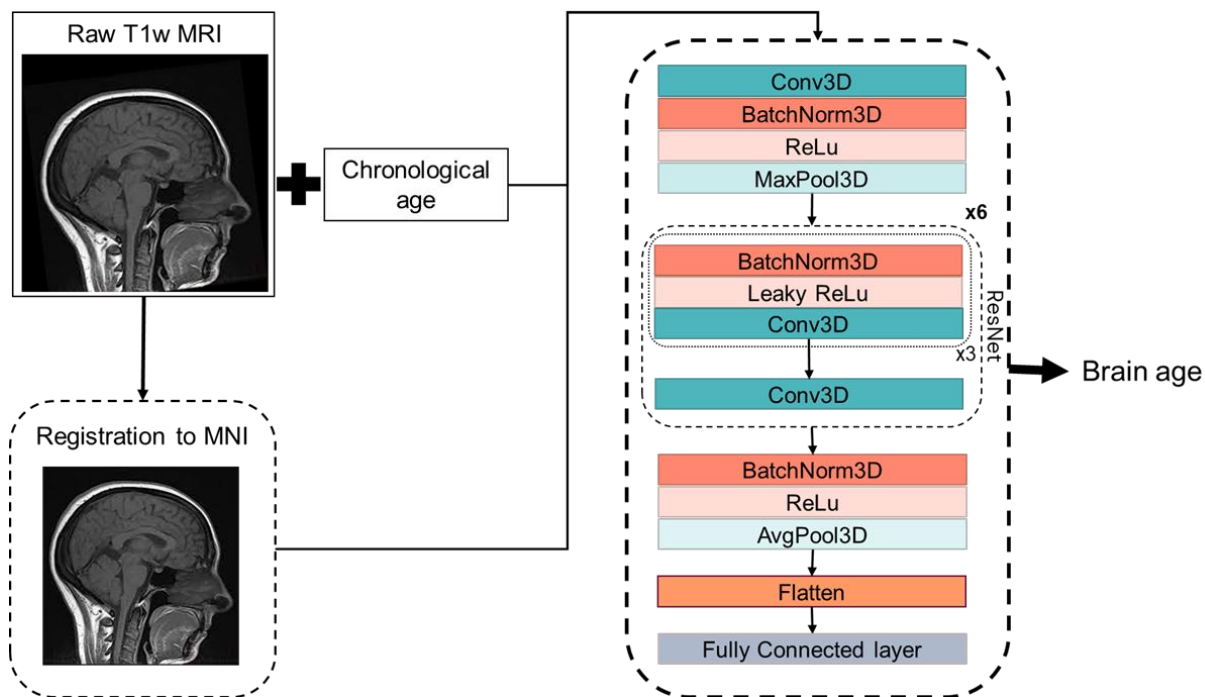 Raw T1w MRI
Chronological
age
Registration to MNI
Conv3D
BatchNorm3D
ReLu
MaxPool3D
x6
BatchNorm3D
Leaky ReLu
Conv3D
x3
Conv3D
ResNet
BatchNorm3D
ReLu
AvgPool3D
Flatten
Fully Connected layer
Brain age